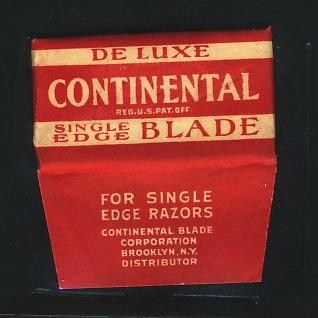 DE LUXE
CONTINENTAL
REG.U.S.PAT.OFF
SINGLE EDGE BLADE
FOR SINGLE
EDGE RAZORS
CONTINENTAL BLADE
CORPORATION
BROOKLYN, N.Y.
DISTRIBUTOR